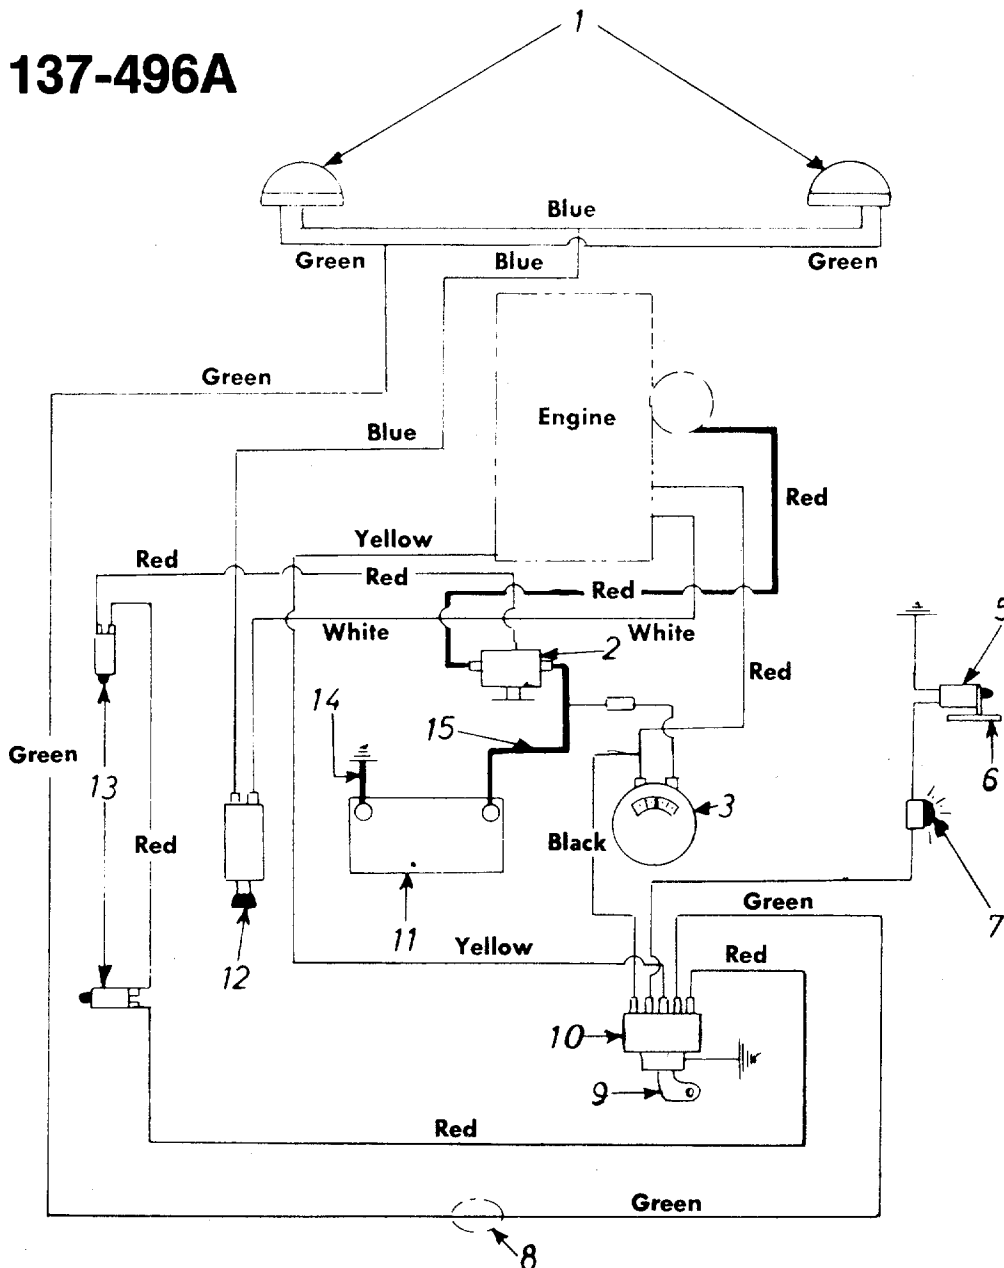 1
137-496A
Blue
Green
Blue
Green
Green
Blue
Engine
Red
Yellow
Red
Red
Red
White
White
2
5
Red
14
15
Green
13
6
3
Red
Black
7
Green
11
12
Yellow
Red
10
9
Red
Green
8